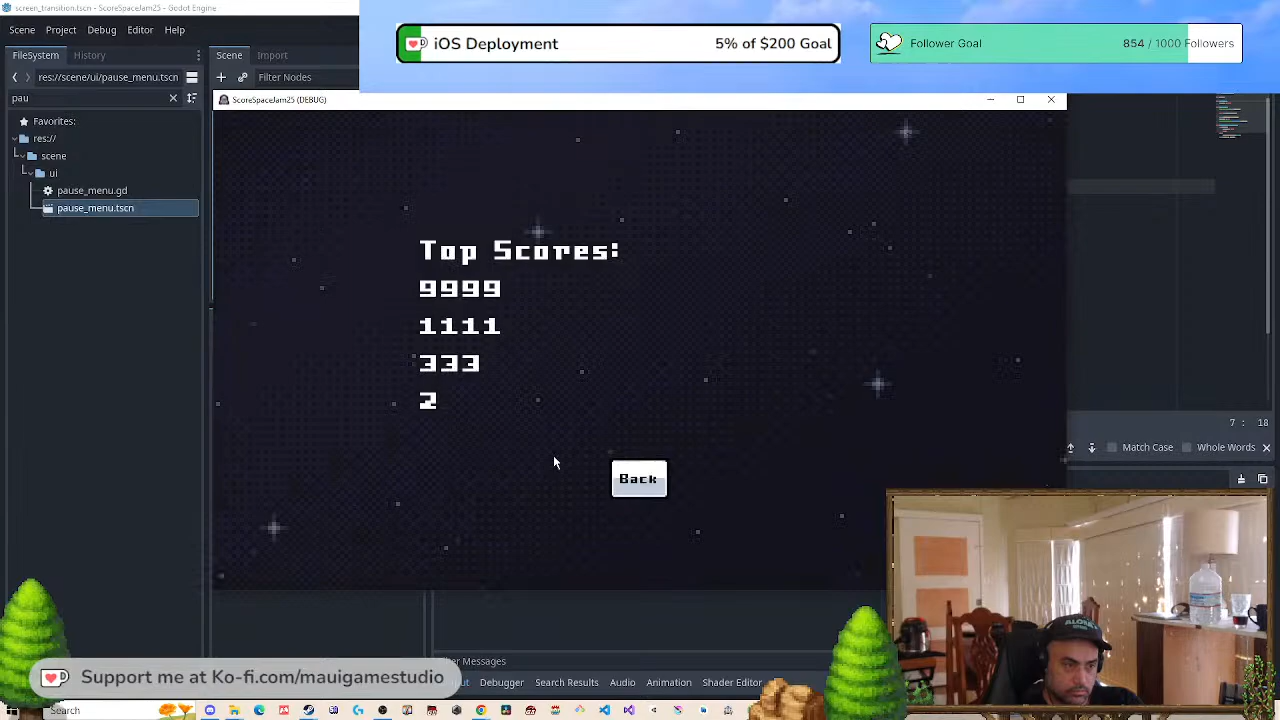 screen_transition.tscn - ScoreSpaceJam25 - Godot Engine
Project Debug Editor Help
FileSystem History
Scene Import
res://scene/ui/pause_menu.tscn
Filter Nodes
pau
Favorites:
res://
scene
ui
pause_menu.gd
pause_menu.tscn
iOS Deployment 5% of $200 Goal
Follower Goal 854 / 1000 Followers
ScoreSpaceJam25 (DEBUG)
Top Scores:
9999
1111
333
2
Back
7 : 18
Match Case Whole Words
Messages
Debugger Search Results Audio Animation Shader Editor
Support me at Ko-fi.com/mauigamestudio
Search